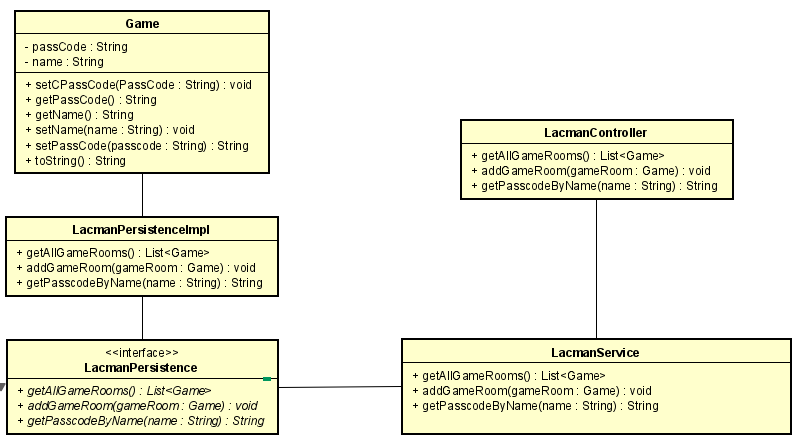 Game
- passCode : String
- name : String
+ setCPassCode(PassCode : String) : void
+ getPassCode() : String
+ getName() : String
+ setName(name : String) : void
+ setPassCode(passcode : String) : String
+ toString() : String
LacmanController
+ getAllGameRooms() : List<Game>
+ addGameRoom(gameRoom : Game) : void
+ getPasscodeByName(name : String) : String
LacmanPersistenceImpl
+ getAllGameRooms() : List<Game>
+ addGameRoom(gameRoom : Game) : void
+ getPasscodeByName(name : String) : String
<<interface>>
LacmanPersistence
+ getAllGameRooms() : List<Game>
+ addGameRoom(gameRoom : Game) : void
+ getPasscodeByName(name : String) : String
LacmanService
+ getAllGameRooms() : List<Game>
+ addGameRoom(gameRoom : Game) : void
+ getPasscodeByName(name : String) : String